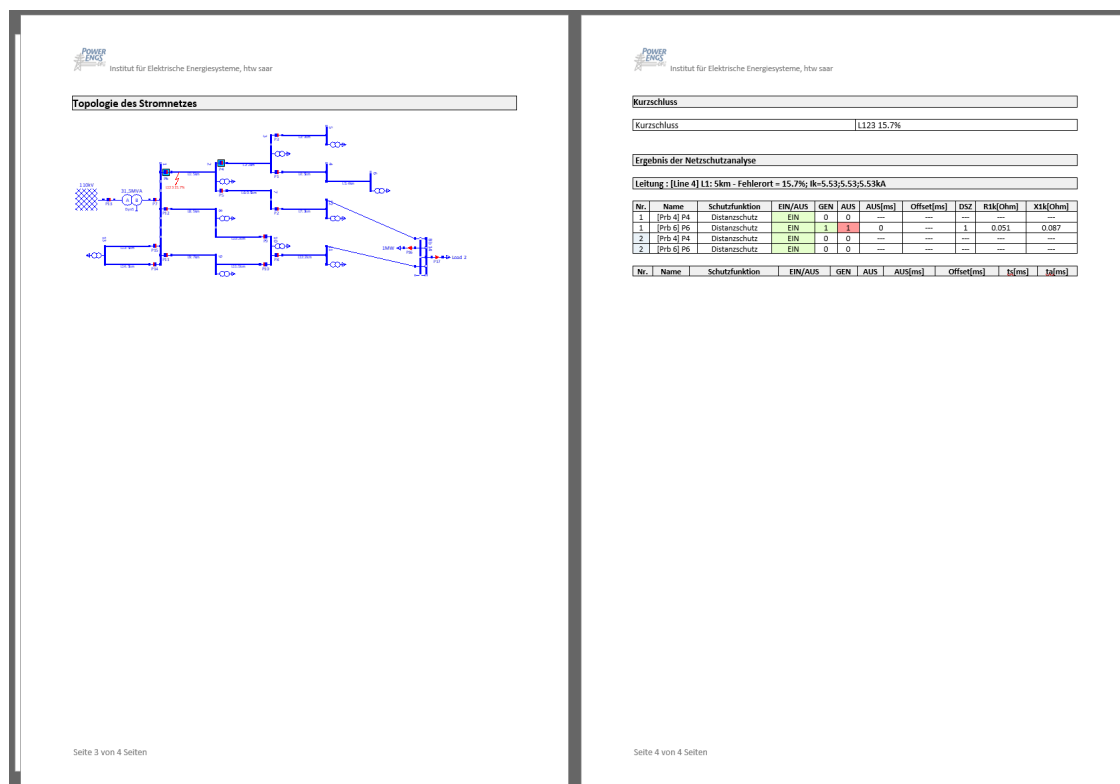 POWER
ENGS
Institut für Elektrische Energiesysteme, htw saar
Topologie des Stromnetzes
110kV
31,5MVA
A B
L123 15.7%
1MW
Load 2
Seite 3 von 4 Seiten
POWER
ENGS
Institut für Elektrische Energiesysteme, htw saar
Kurzschluss
Kurzschluss L123 15.7%
Ergebnis der Netzschutzanalyse
Leitung : [Line 4] L1: 5km - Fehlerort = 15.7%; Ik=5.53;5.53;5.53kA
Nr. Name Schutzfunktion EIN/AUS GEN AUS AUS[ms] Offset[ms] DSZ R1k[Ohm] X1k[Ohm]
1 [Prb 4] P4 Distanzschutz EIN 0 0 --- --- --- --- ---
1 [Prb 6] P6 Distanzschutz EIN 1 1 0 --- 1 0.051 0.087
2 [Prb 4] P4 Distanzschutz EIN 0 0 --- --- --- --- ---
2 [Prb 6] P6 Distanzschutz EIN 0 0 --- --- --- --- ---
Nr. Name Schutzfunktion EIN/AUS GEN AUS AUS[ms] Offset[ms] ts[ms] ta[ms]
Seite 4 von 4 Seiten